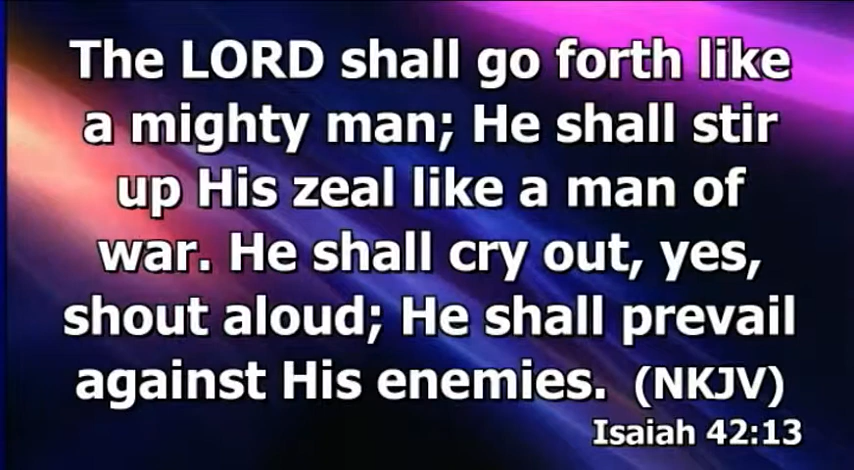 The LORD shall go forth like
a mighty man; He shall stir
up His zeal like a man of
war. He shall cry out, yes,
shout aloud; He shall prevail
against His enemies. (NKJV)
Isaiah 42:13